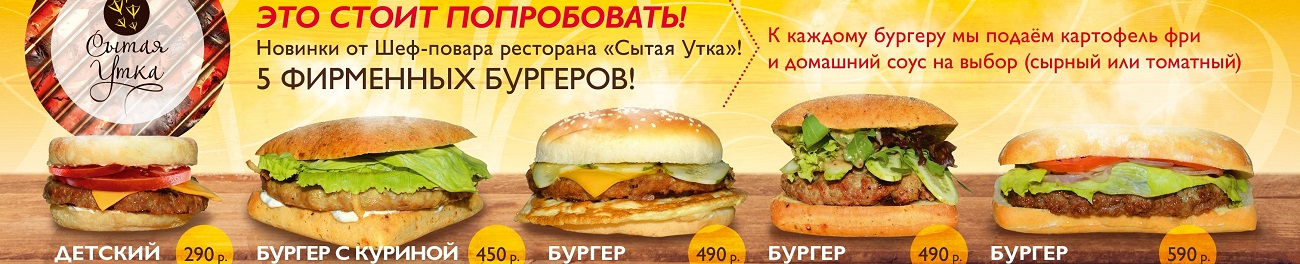 Сытая
Утка
ЭТО СТОИТ ПОПРОБОВАТЬ!
Новинки от Шеф-повара ресторана «Сытая Утка»!
5 ФИРМЕННЫХ БУРГЕРОВ!
К каждому бургеру мы подаём картофель фри
и домашний соус на выбор (сырный или томатный)
ДЕТСКИЙ 290 р.
БУРГЕР С КУРИНОЙ 450 р.
БУРГЕР 490 р.
БУРГЕР 490 р.
БУРГЕР 590 р.